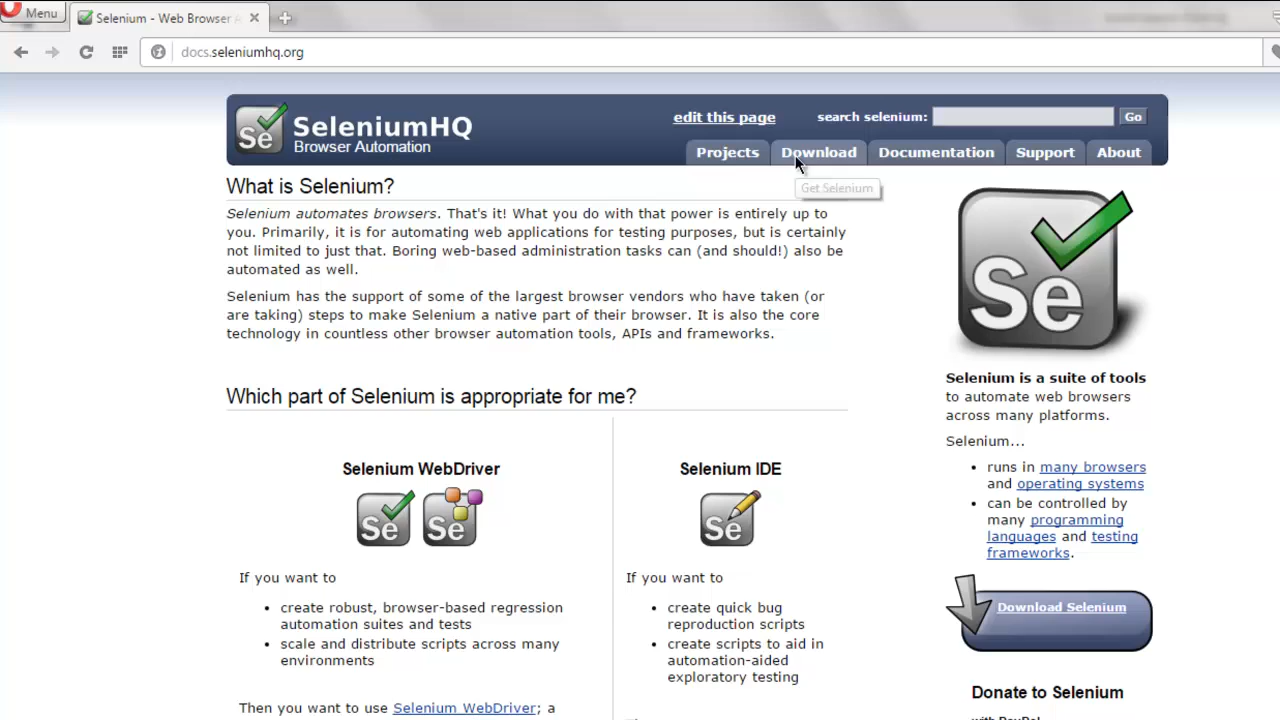 Menu
Selenium - Web Browser A
docs.seleniumhq.org
Se
SeleniumHQ
Browser Automation
edit this page
search selenium:
Go
Projects
Download
Documentation
Support
About
Get Selenium
What is Selenium?
Selenium automates browsers. That's it! What you do with that power is entirely up to
you. Primarily, it is for automating web applications for testing purposes, but is certainly
not limited to just that. Boring web-based administration tasks can (and should!) also be
automated as well.
Selenium has the support of some of the largest browser vendors who have taken (or
are taking) steps to make Selenium a native part of their browser. It is also the core
technology in countless other browser automation tools, APIs and frameworks.
Which part of Selenium is appropriate for me?
Selenium WebDriver
Se
Se
If you want to
• create robust, browser-based regression
automation suites and tests
• scale and distribute scripts across many
environments
Then you want to use Selenium WebDriver; a
Selenium IDE
Se
If you want to
• create quick bug
reproduction scripts
• create scripts to aid in
automation-aided
exploratory testing
Se
Selenium is a suite of tools
to automate web browsers
across many platforms.
Selenium...
• runs in many browsers
and operating systems
• can be controlled by
many programming
languages and testing
frameworks.
Download Selenium
Donate to Selenium
with PayPal